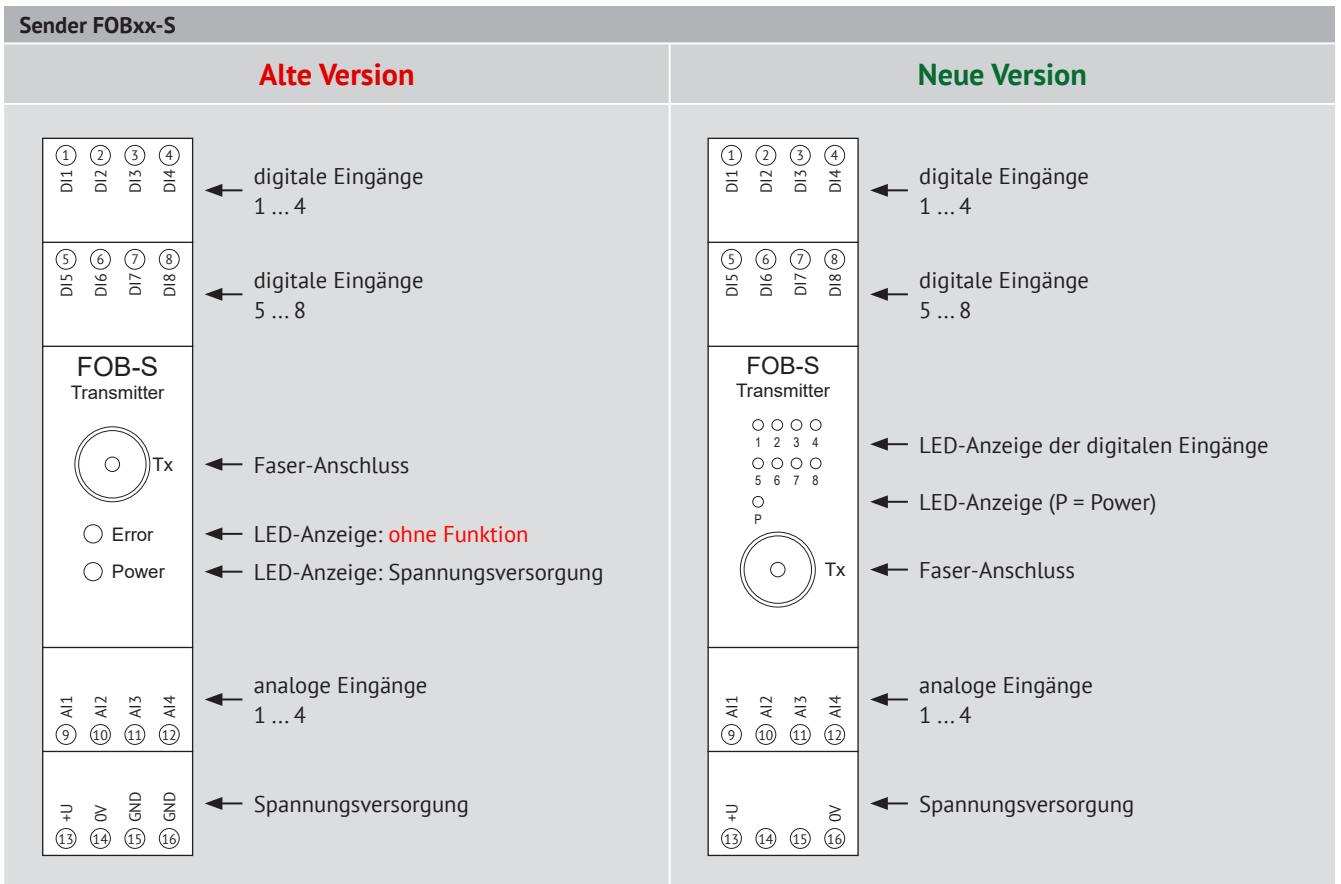 Sender FOBxx-S
Alte Version
1 2 3 4
DI1 DI2 DI3 DI4
digitale Eingänge
1 ... 4
5 6 7 8
DI5 DI6 DI7 DI8
digitale Eingänge
5 ... 8
FOB-S
Transmitter
Tx
Faser-Anschluss
Error
LED-Anzeige: ohne Funktion
Power
LED-Anzeige: Spannungsversorgung
AI1 AI2 AI3 AI4
9 10 11 12
analoge Eingänge
1 ... 4
+U 0V GND GND
13 14 15 16
Spannungsversorgung
Neue Version
1 2 3 4
DI1 DI2 DI3 DI4
digitale Eingänge
1 ... 4
5 6 7 8
DI5 DI6 DI7 DI8
digitale Eingänge
5 ... 8
FOB-S
Transmitter
1 2 3 4
LED-Anzeige der digitalen Eingänge
5 6 7 8
LED-Anzeige (P = Power)
P
Tx
Faser-Anschluss
AI1 AI2 AI3 AI4
9 10 11 12
analoge Eingänge
1 ... 4
+U 0V
13 14 15 16
Spannungsversorgung